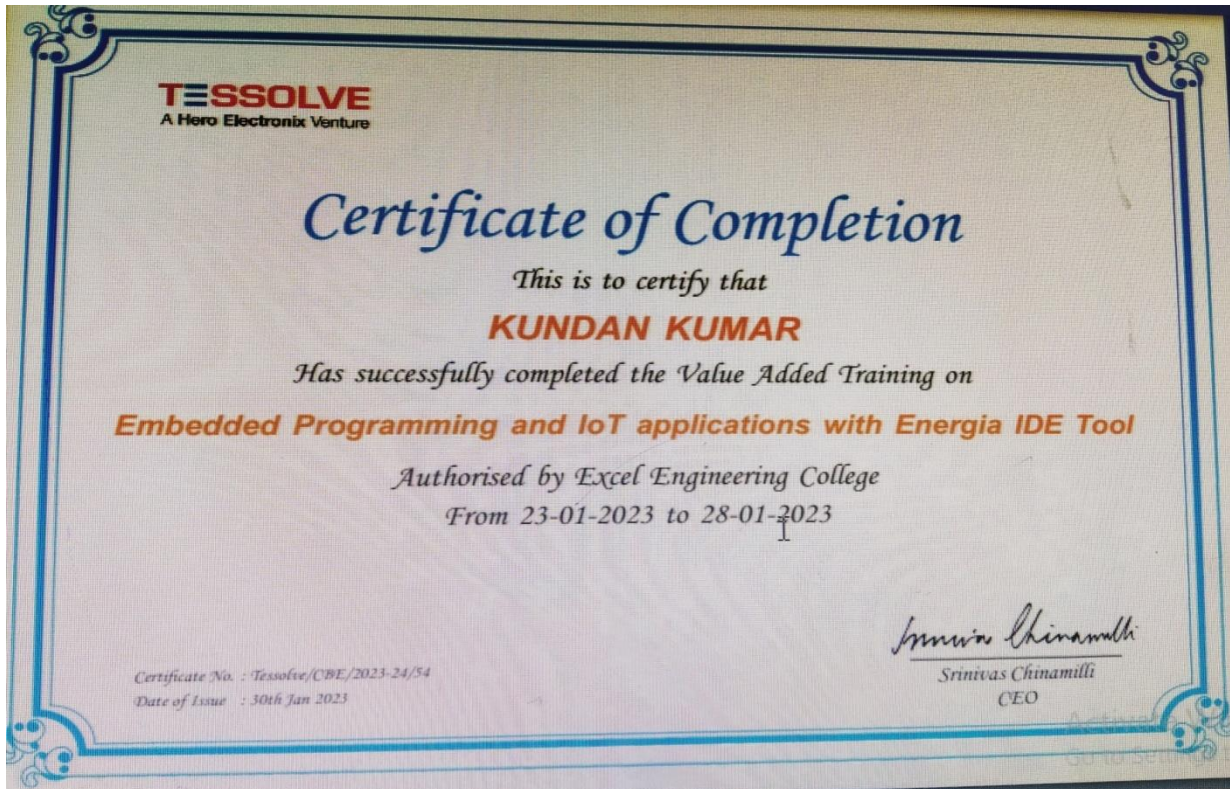 TESSOLVE
A Hero Electronix Venture
Certificate of Completion
This is to certify that
KUNDAN KUMAR
Has successfully completed the Value Added Training on
Embedded Programming and IoT applications with Energia IDE Tool
Authorised by Excel Engineering College
From 23-01-2023 to 28-01-2023
Srinivas Chinamilli
CEO
Certificate No. : Tessolve/CBE/2023-24/54
Date of Issue : 30th Jan 2023
Go to Settings